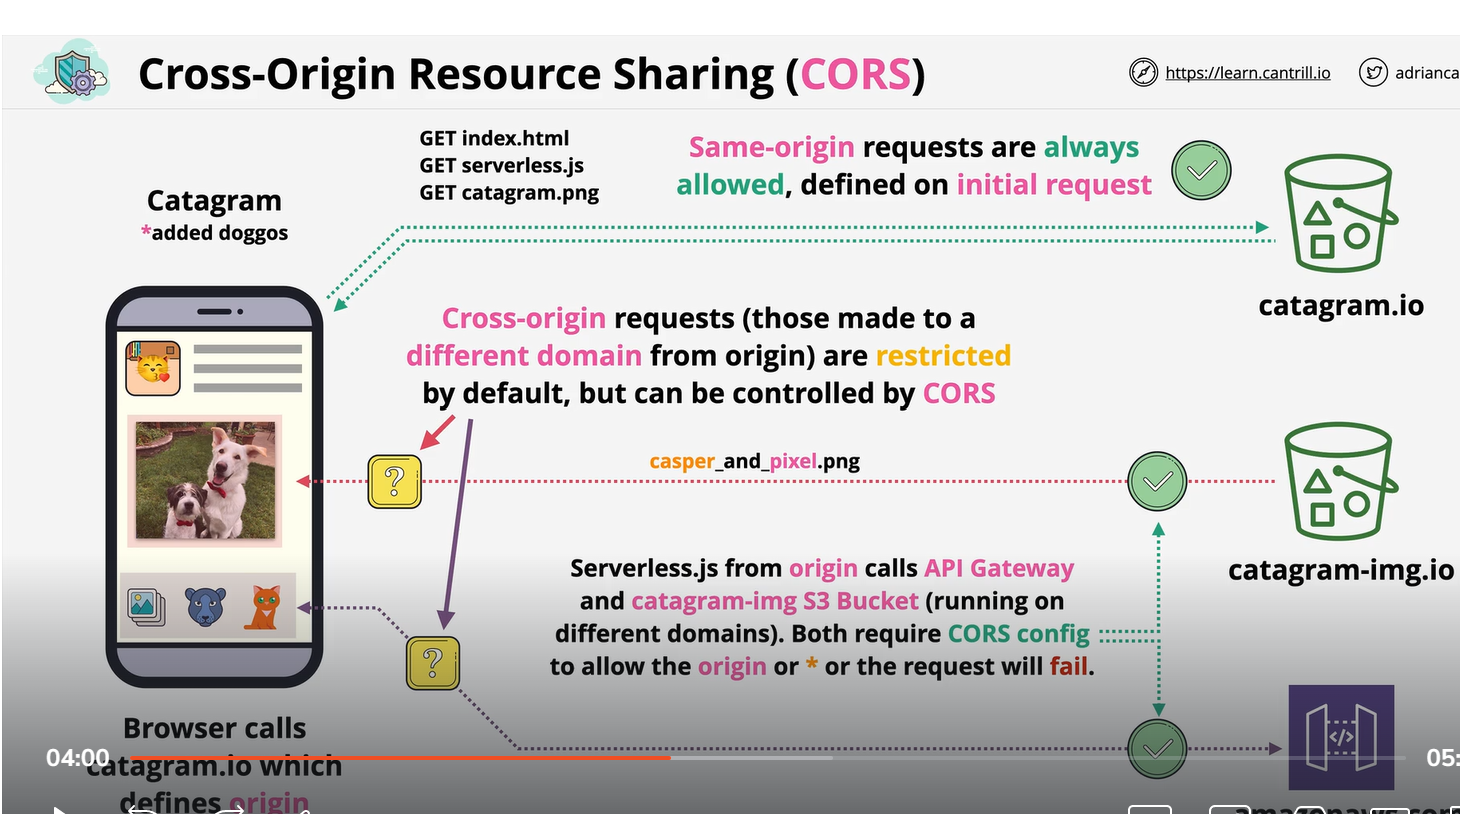 Cross-Origin Resource Sharing (CORS)
https://learn.cantrill.io
adrianca
GET index.html
GET serverless.js
GET catagram.png
Same-origin requests are always
allowed, defined on initial request
Catagram
*added doggos
catagram.io
Cross-origin requests (those made to a
different domain from origin) are restricted
by default, but can be controlled by CORS
?
casper_and_pixel.png
catagram-img.io
Serverless.js from origin calls API Gateway
and catagram-img S3 Bucket (running on
different domains). Both require CORS config
to allow the origin or * or the request will fail.
?
</>
Browser calls
catagram.io which
defines origin
04:00
05: